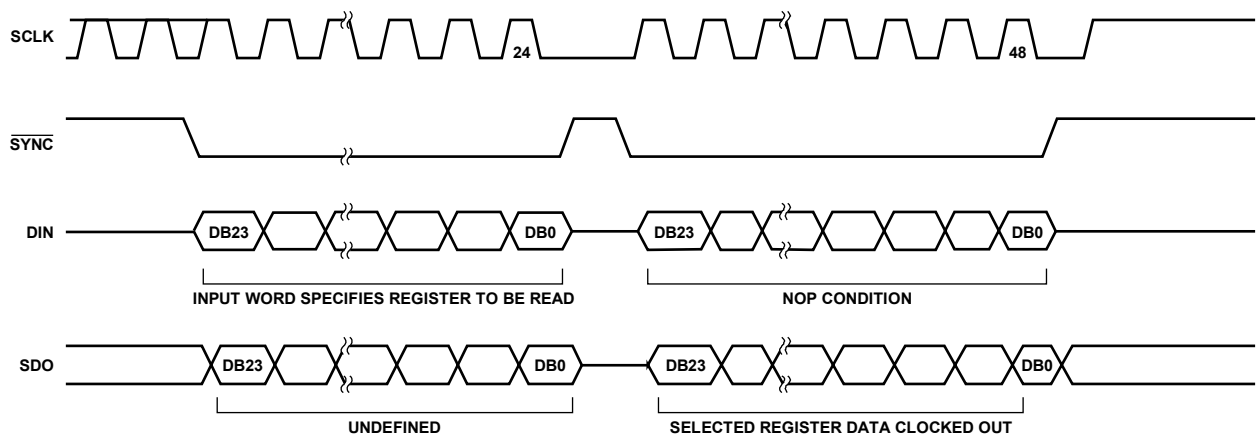 SCLK
24
48
SYNC
DIN
DB23
DB0
DB23
DB0
INPUT WORD SPECIFIES REGISTER TO BE READ
NOP CONDITION
SDO
DB23
DB0
DB23
DB0
UNDEFINED
SELECTED REGISTER DATA CLOCKED OUT